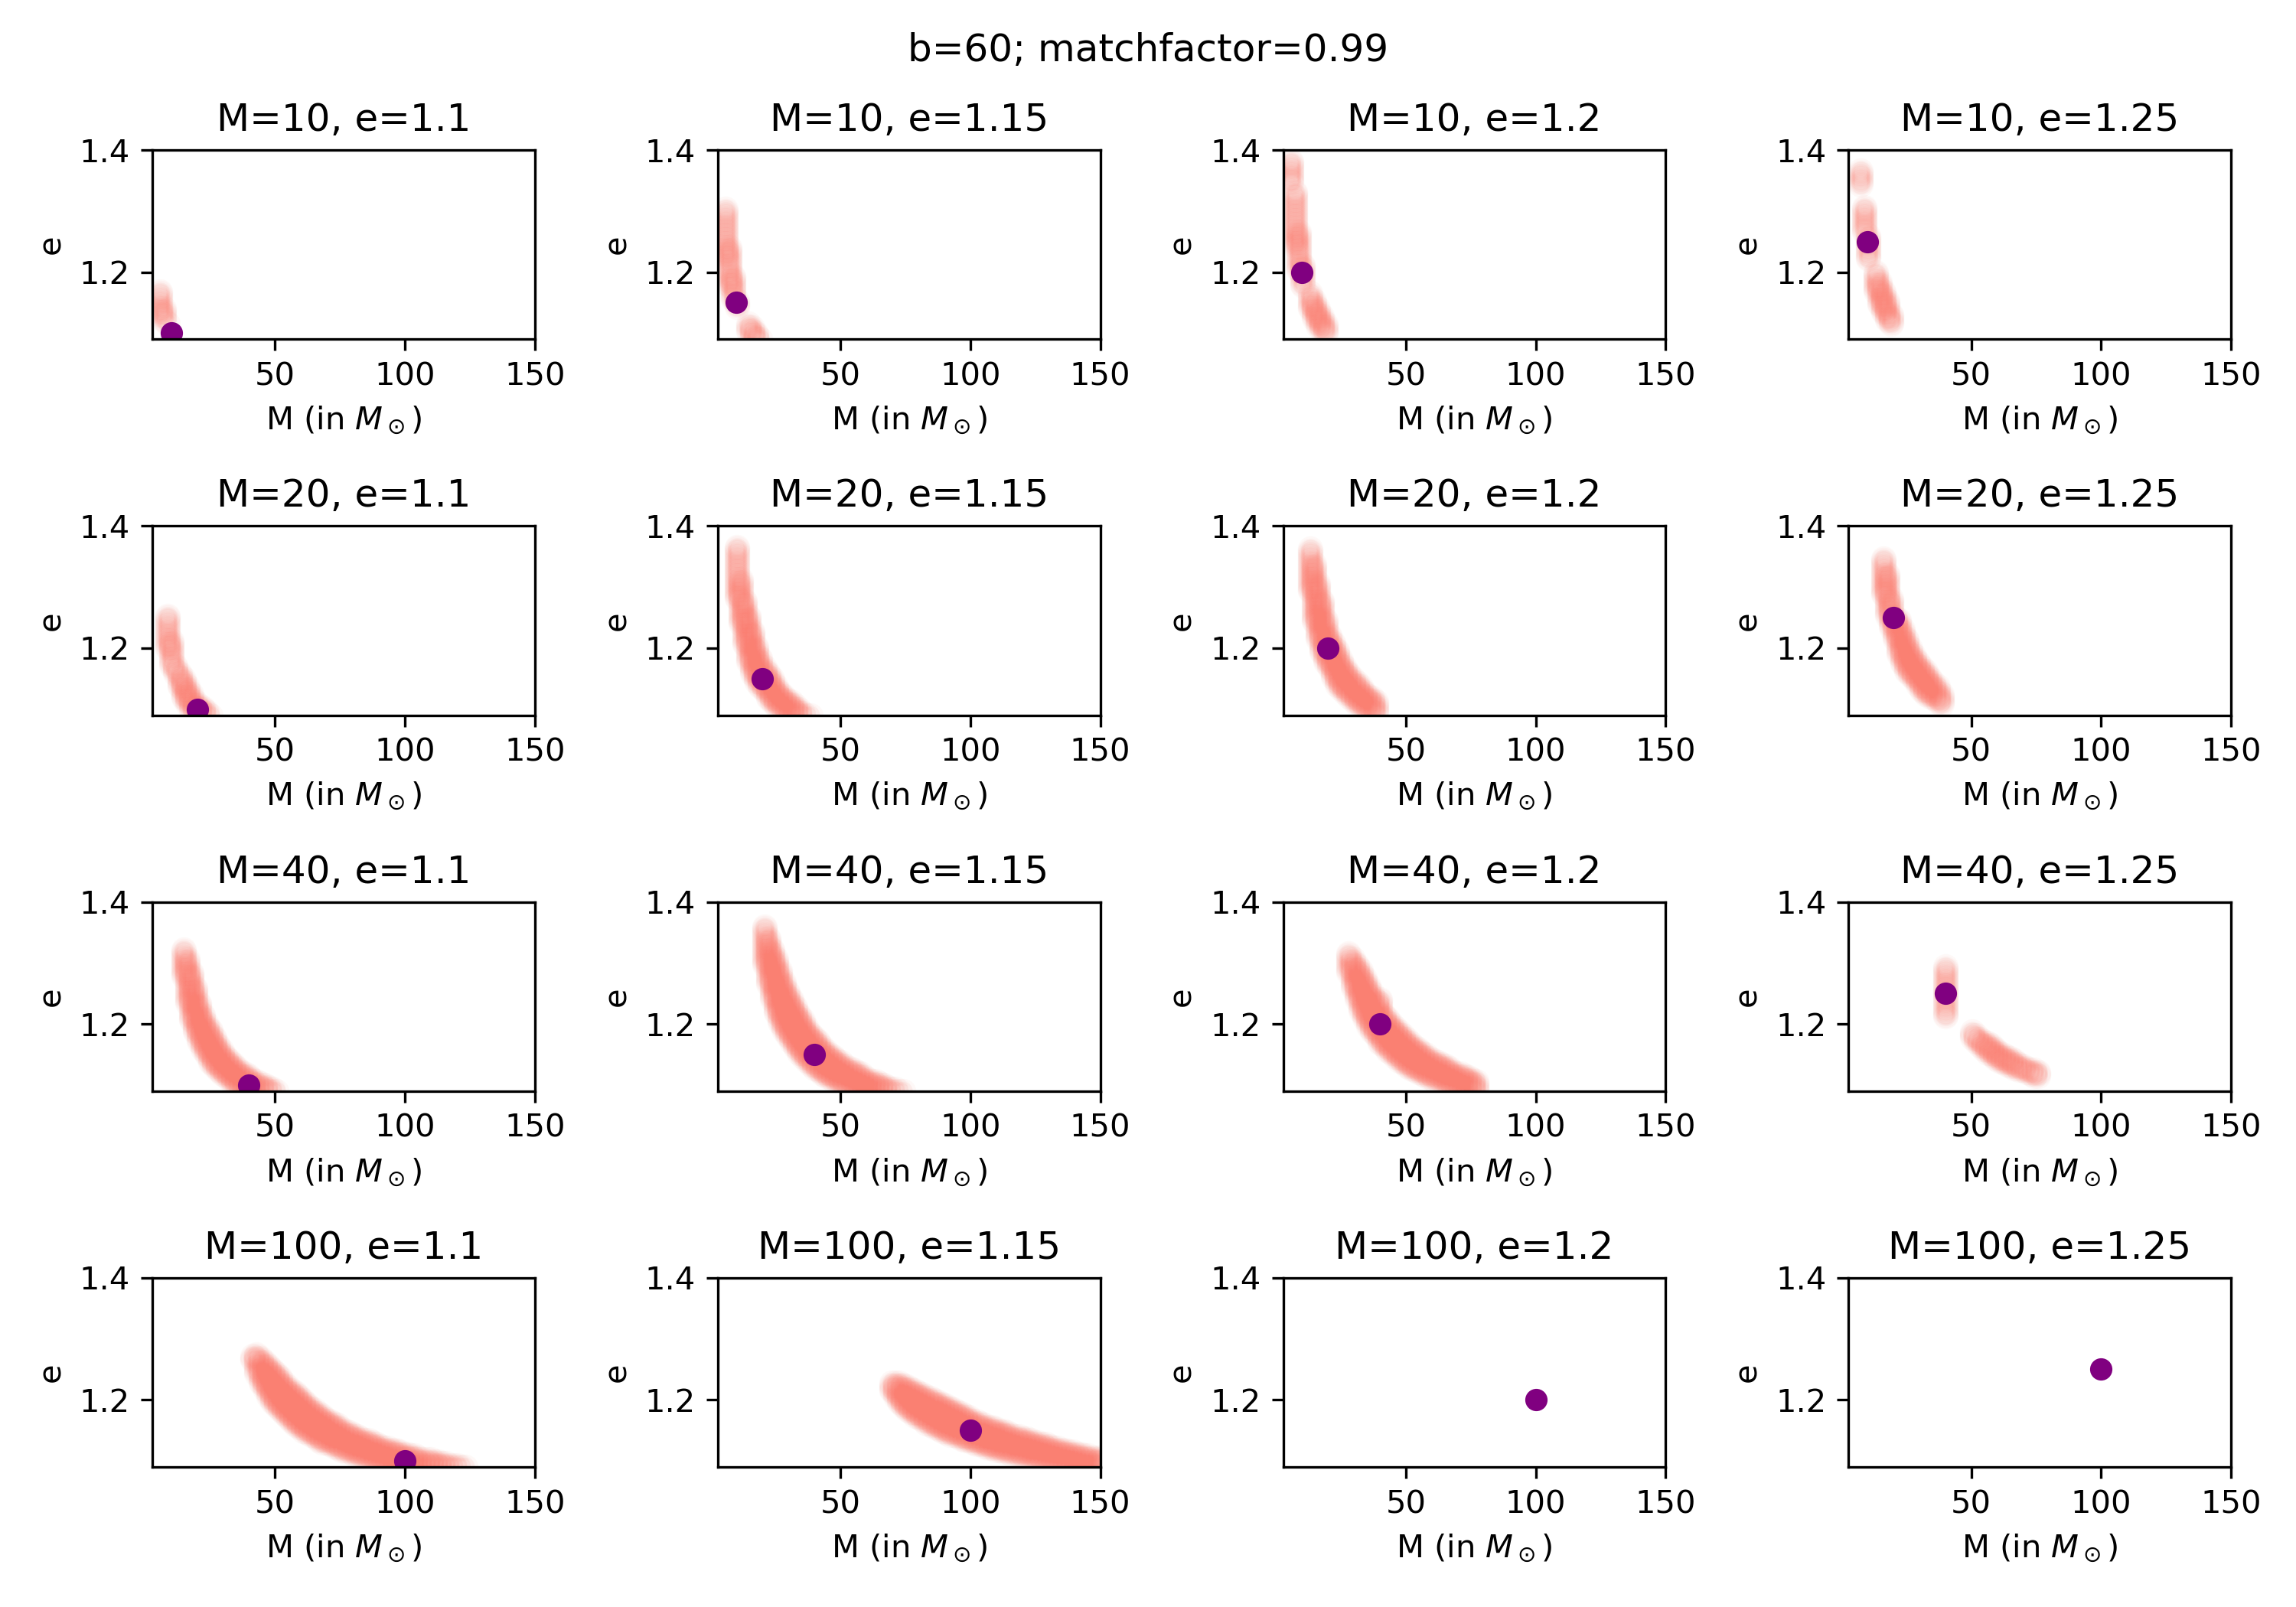 b=60; matchfactor=0.99
M=10, e=1.1 M=10, e=1.15 M=10, e=1.2 M=10, e=1.25
1.4 1.4 1.4 1.4
e e e e
1.2 1.2 1.2 1.2
50 100 150 50 100 150 50 100 150 50 100 150
M (in M⊙) M (in M⊙) M (in M⊙) M (in M⊙)
M=20, e=1.1 M=20, e=1.15 M=20, e=1.2 M=20, e=1.25
1.4 1.4 1.4 1.4
e e e e
1.2 1.2 1.2 1.2
50 100 150 50 100 150 50 100 150 50 100 150
M (in M⊙) M (in M⊙) M (in M⊙) M (in M⊙)
M=40, e=1.1 M=40, e=1.15 M=40, e=1.2 M=40, e=1.25
1.4 1.4 1.4 1.4
e e e e
1.2 1.2 1.2 1.2
50 100 150 50 100 150 50 100 150 50 100 150
M (in M⊙) M (in M⊙) M (in M⊙) M (in M⊙)
M=100, e=1.1 M=100, e=1.15 M=100, e=1.2 M=100, e=1.25
1.4 1.4 1.4 1.4
e e e e
1.2 1.2 1.2 1.2
50 100 150 50 100 150 50 100 150 50 100 150
M (in M⊙) M (in M⊙) M (in M⊙) M (in M⊙)